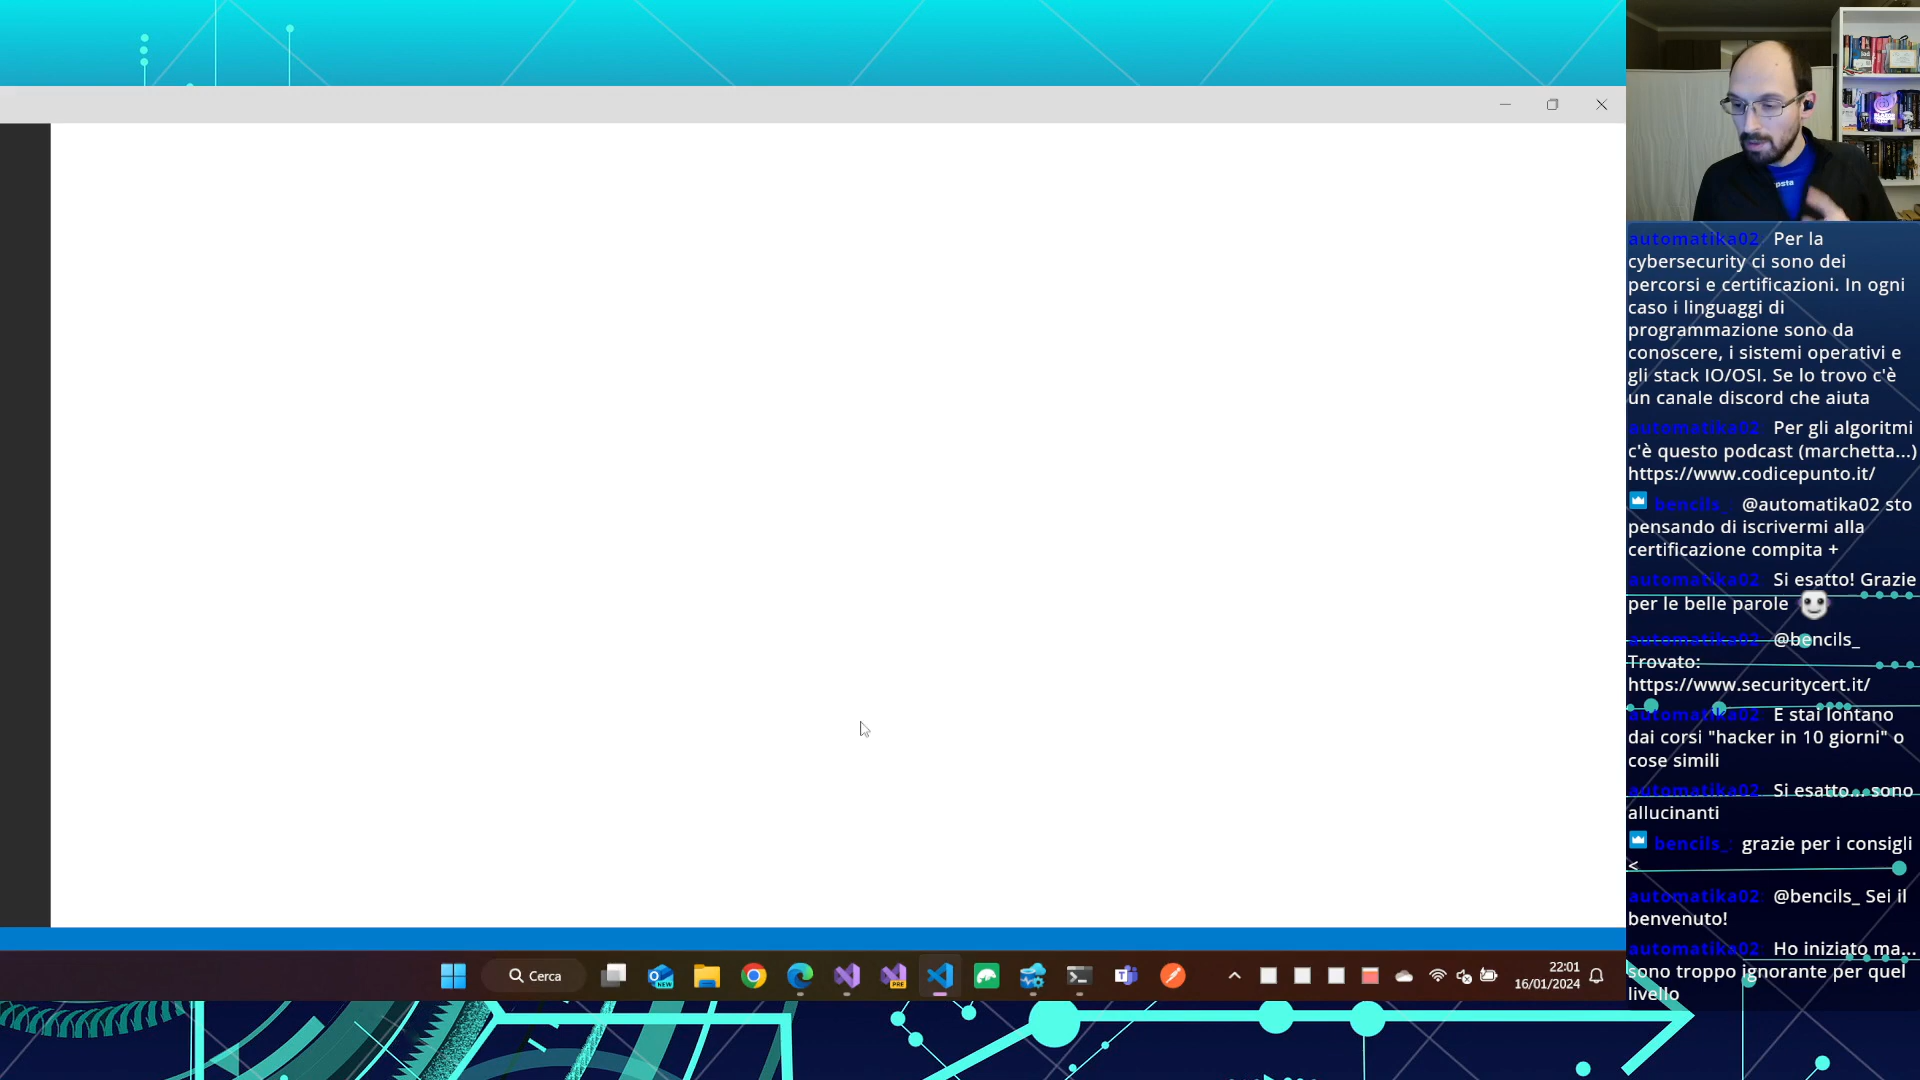 automatika02 Per la
cybersecurity ci sono dei
percorsi e certificazioni. In ogni
caso i linguaggi di
programmazione sono da
conoscere, i sistemi operativi e
gli stack IO/OSI. Se lo trovo c'è
un canale discord che aiuta
automatika02 Per gli algoritmi
c'è questo podcast (marchetta...)
https://www.codicepunto.it/
bencils_: @automatika02 sto
pensando di iscrivermi alla
certificazione compita +
automatika02 Si esatto! Grazie
per le belle parole
automatika02 @bencils_
Trovato:
https://www.securitycert.it/
automatika02 E stai lontano
dai corsi "hacker in 10 giorni" o
cose simili
automatika02 Si esatto... sono
allucinanti
bencils_: grazie per i consigli
<
automatika02 @bencils_ Sei il
benvenuto!
automatika02 Ho iniziato ma...
sono troppo ignorante per quel
livello
Cerca
NEW
PRE
22:01
16/01/2024